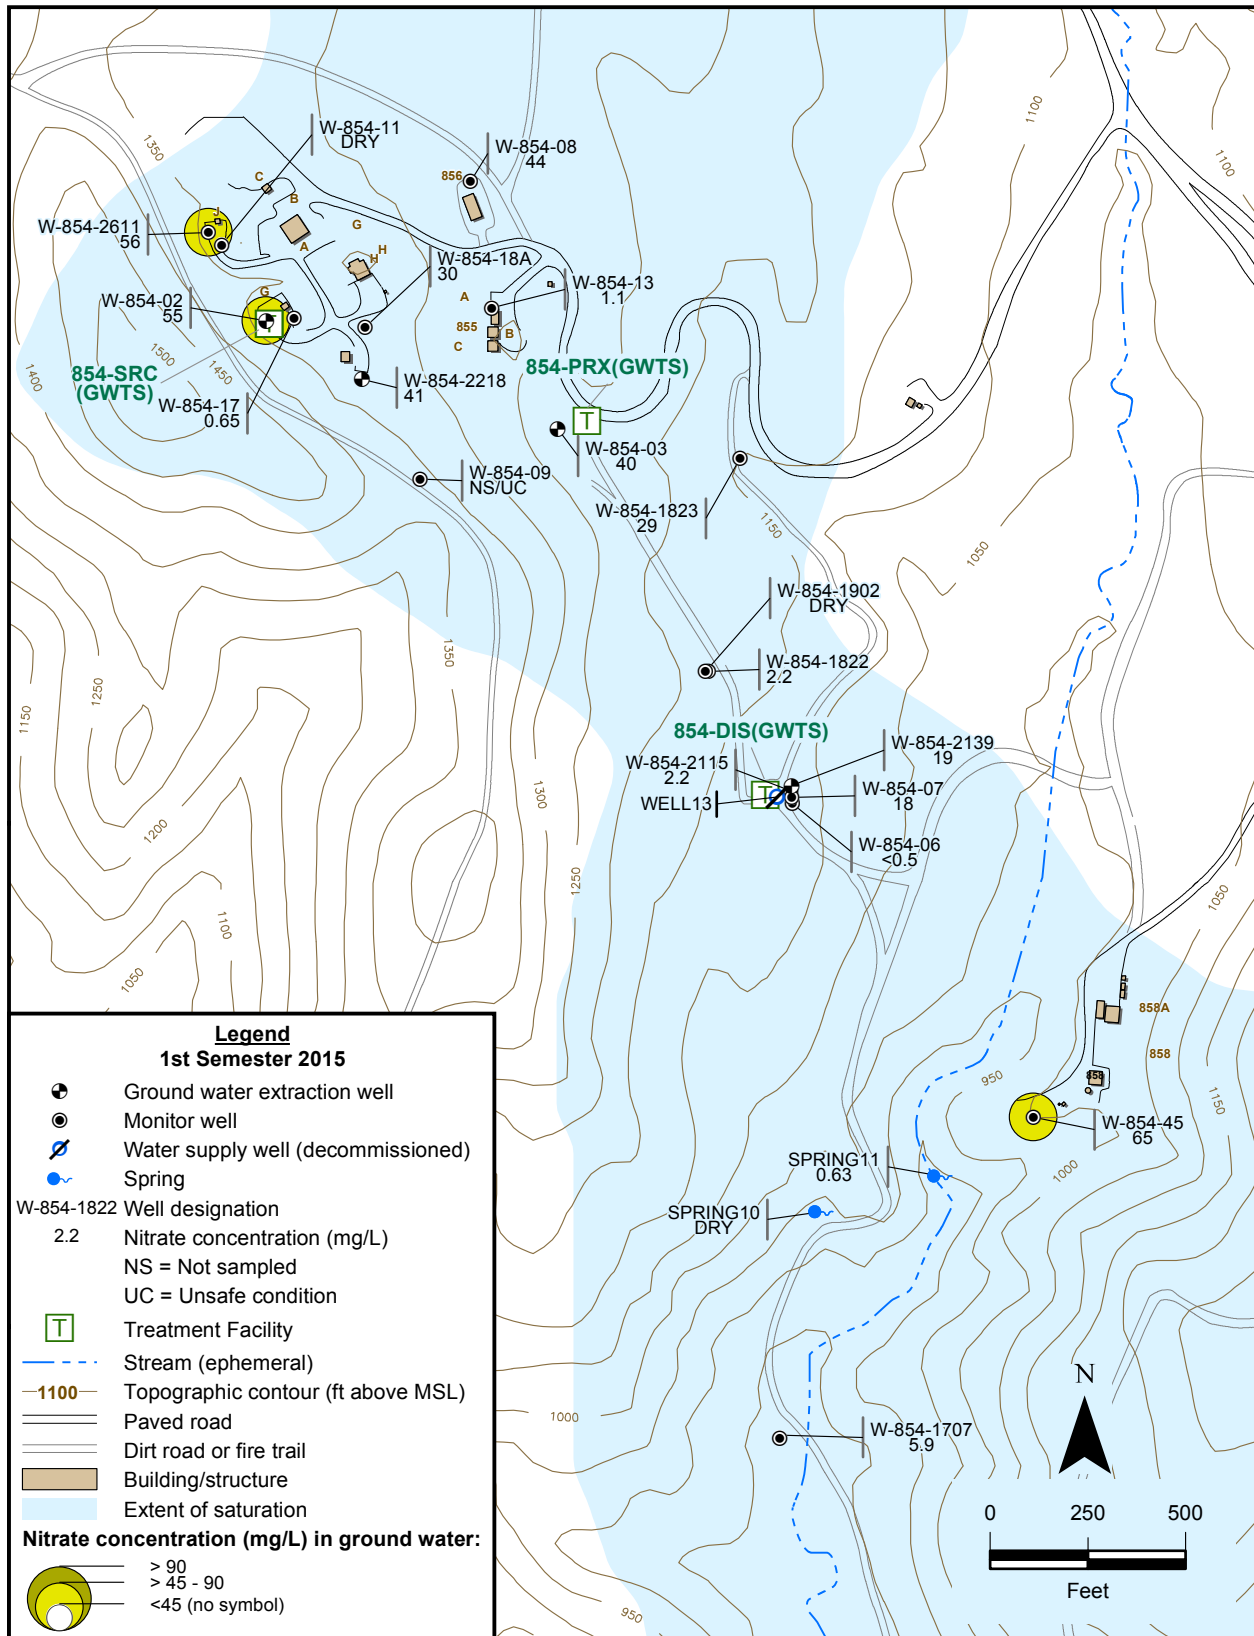 1100
1350
W-854-11
DRY
W-854-08
44
1100
856
C
B
J
G
A
H
H
W-854-2611
56
W-854-18A
30
W-854-13
1.1
A
G
W-854-02
55
855
B
C
1500
1450
1400
854-SRC
(GWTS)
854-PRX(GWTS)
W-854-2218
41
W-854-17
0.65
W-854-03
40
W-854-09
NS/UC
W-854-1823
29
1150
1050
W-854-1902
DRY
1350
W-854-1822
2.2
1250
1150
854-DIS(GWTS)
W-854-2139
19
W-854-2115
2.2
WELL13
W-854-07
18
1300
1200
W-854-06
<0.5
1250
1050
1100
1050
858A
858
858
950
1150
W-854-45
65
1000
SPRING11
0.63
SPRING10
DRY
1000
W-854-1707
5.9
950
N
0
250
500
Feet
Legend
1st Semester 2015
Ground water extraction well
Monitor well
Water supply well (decommissioned)
Spring
W-854-1822 Well designation
2.2 Nitrate concentration (mg/L)
NS = Not sampled
UC = Unsafe condition
T Treatment Facility
Stream (ephemeral)
1100 Topographic contour (ft above MSL)
Paved road
Dirt road or fire trail
Building/structure
Extent of saturation
Nitrate concentration (mg/L) in ground water:
> 90
> 45 - 90
<45 (no symbol)
T
T
T